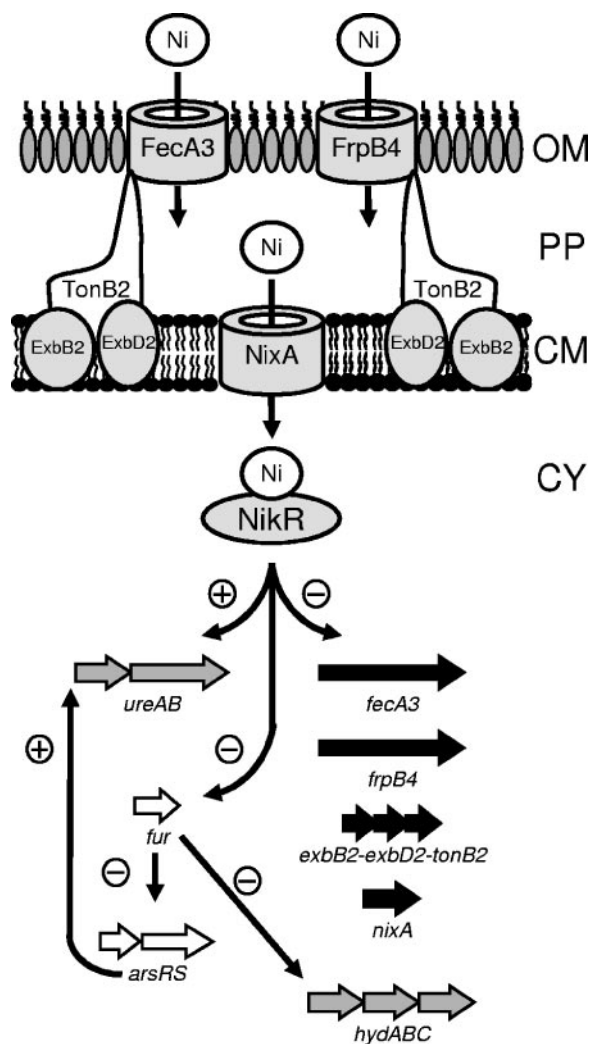 Ni Ni
FecA3 FrpB4 OM
Ni PP
TonB2 TonB2
ExbB2 ExbD2 NixA ExbD2 ExbB2 CM
Ni CY
NikR
+ −
ureAB fecA3
+ −
frpB4
fur exbB2-exbD2-tonB2
− −
nixA
arsRS
hydABC